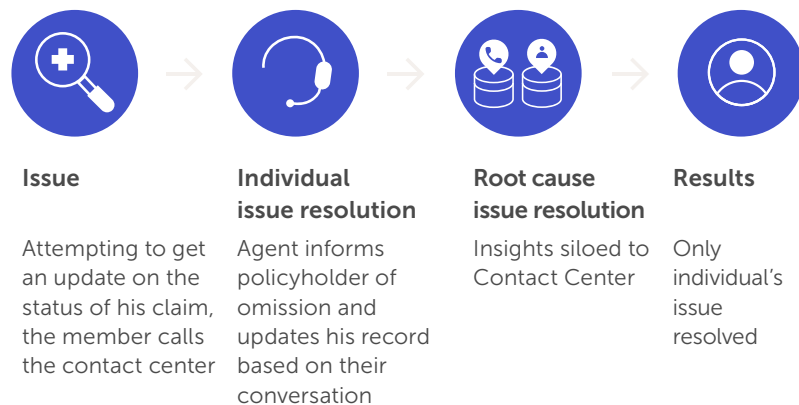 Issue
Attempting to get
an update on the
status of his claim,
the member calls
the contact center
Individual
issue resolution
Agent informs
policyholder of
omission and
updates his record
based on their
conversation
Root cause
issue resolution
Insights siloed to
Contact Center
Results
Only
individual’s
issue
resolved